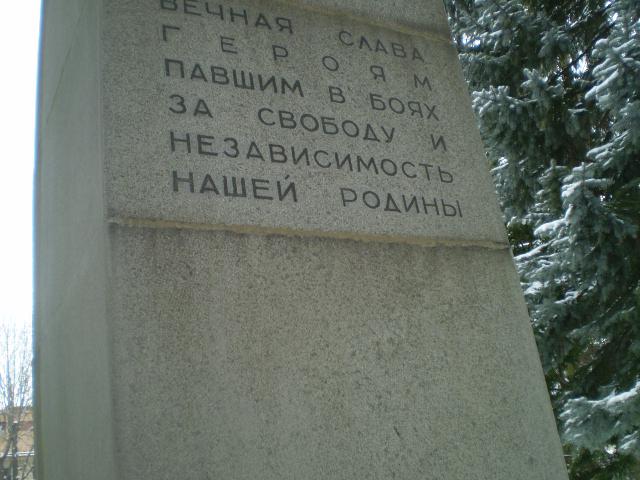 ВЕЧНАЯ СЛАВА
ГЕРОЯМ
ПАВШИМ В БОЯХ
ЗА СВОБОДУ И
НЕЗАВИСИМОСТЬ
НАШЕЙ РОДИНЫ